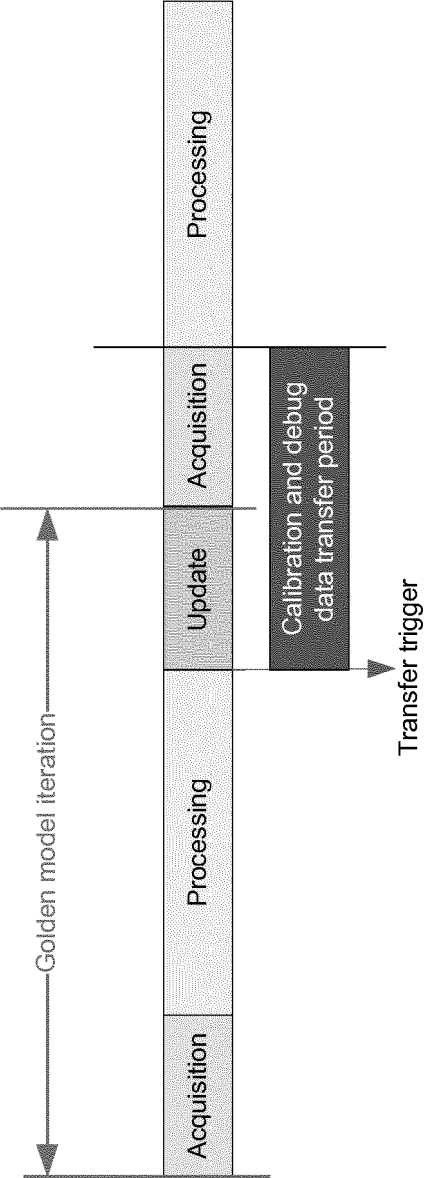 Golden model iteration
Acquisition
Processing
Update
Acquisition
Processing
Calibration and debug
data transfer period
Transfer trigger